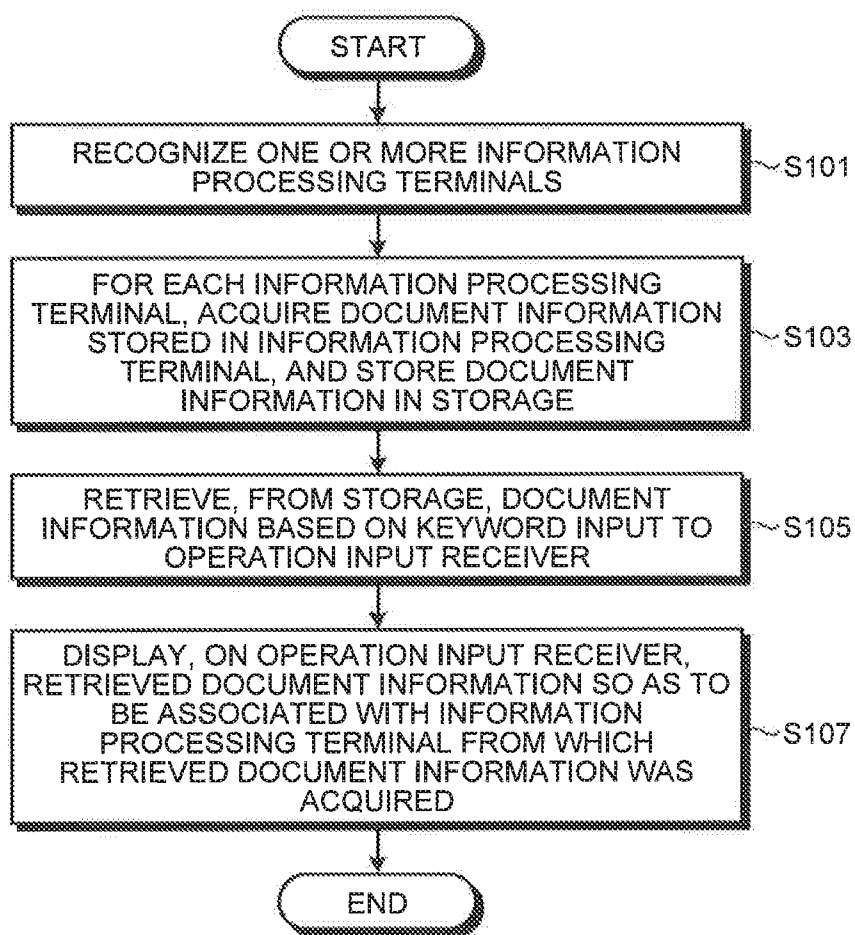 START
RECOGNIZE ONE OR MORE INFORMATION
PROCESSING TERMINALS
S101
FOR EACH INFORMATION PROCESSING
TERMINAL, ACQUIRE DOCUMENT INFORMATION
STORED IN INFORMATION PROCESSING
TERMINAL, AND STORE DOCUMENT
INFORMATION IN STORAGE
S103
RETRIEVE, FROM STORAGE, DOCUMENT
INFORMATION BASED ON KEYWORD INPUT TO
OPERATION INPUT RECEIVER
S105
DISPLAY, ON OPERATION INPUT RECEIVER,
RETRIEVED DOCUMENT INFORMATION SO AS TO
BE ASSOCIATED WITH INFORMATION
PROCESSING TERMINAL FROM WHICH
RETRIEVED DOCUMENT INFORMATION WAS
ACQUIRED
S107
END